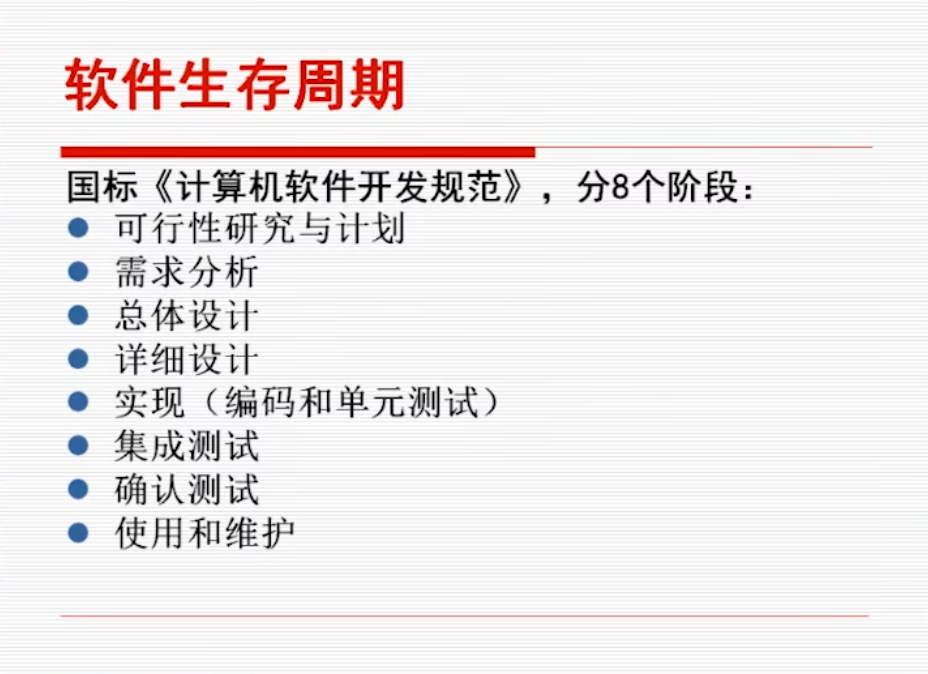 软件生存周期
国标《计算机软件开发规范》，分8个阶段：
可行性研究与计划
需求分析
总体设计
详细设计
实现（编码和单元测试）
集成测试
确认测试
使用和维护